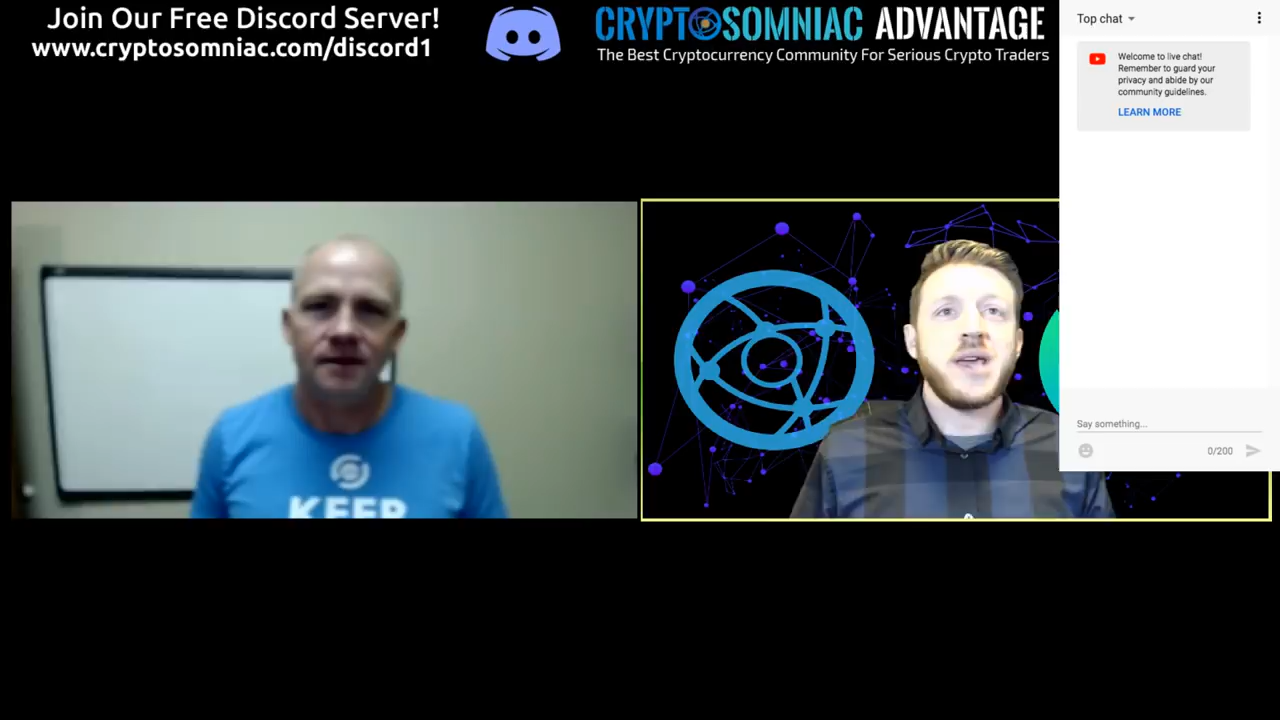 Join Our Free Discord Server!
www.cryptosomniac.com/discord1
CRYPTOSOMNIAC ADVANTAGE
The Best Cryptocurrency Community For Serious Crypto Traders
Top chat
Welcome to live chat!
Remember to guard your
privacy and abide by our
community guidelines.
LEARN MORE
Say something...
0/200
KEEP